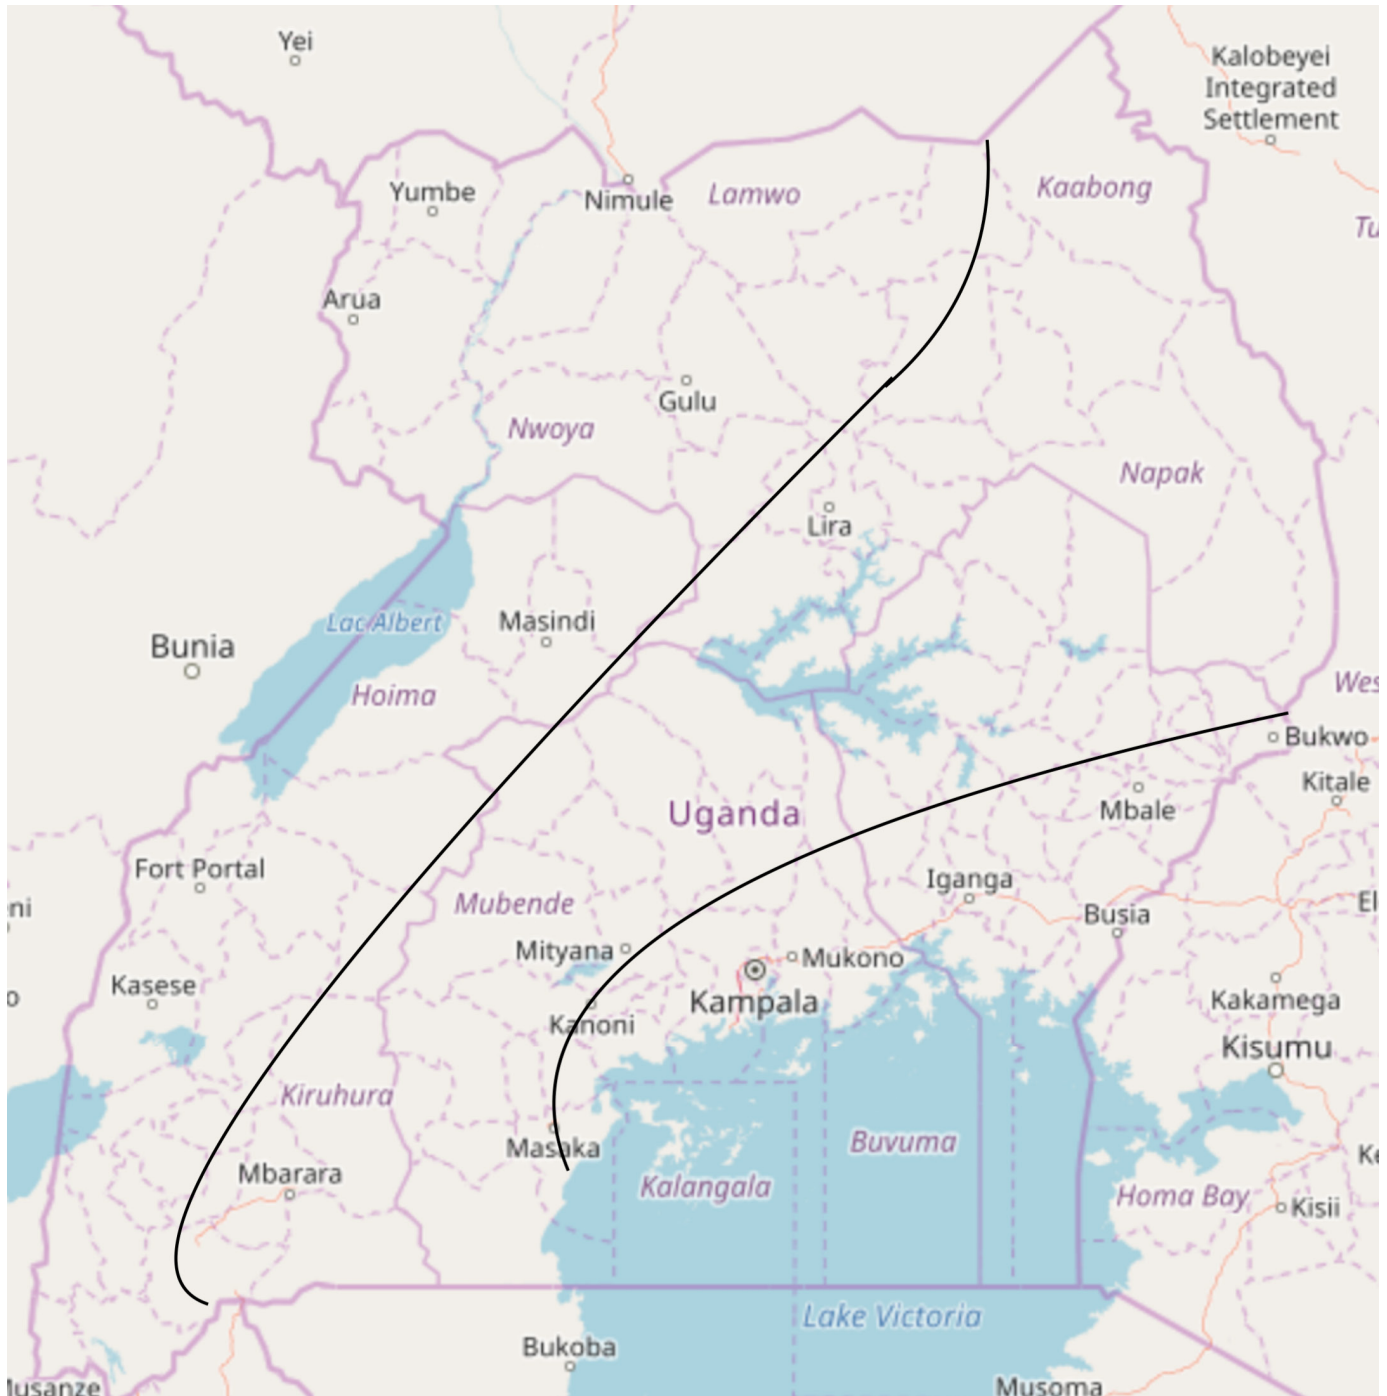 Yei
Kalobeyei
Integrated
Settlement
Yumbe
Nimule
Lamwo
Kaabong
Arua
Gulu
Nwoya
Napak
Lira
Lac Albert
Masindi
Bunia
Hoima
Bukwo
Kitale
Uganda
Mbale
Fort Portal
Mubende
Iganga
Busia
Mityana
Mukono
Kasese
Kampala
Kakamega
Kanoni
Kisumu
Kiruhura
Masaka
Buvuma
Mbarara
Kalangala
Homa Bay
Kisii
Lake Victoria
Bukoba
Musoma